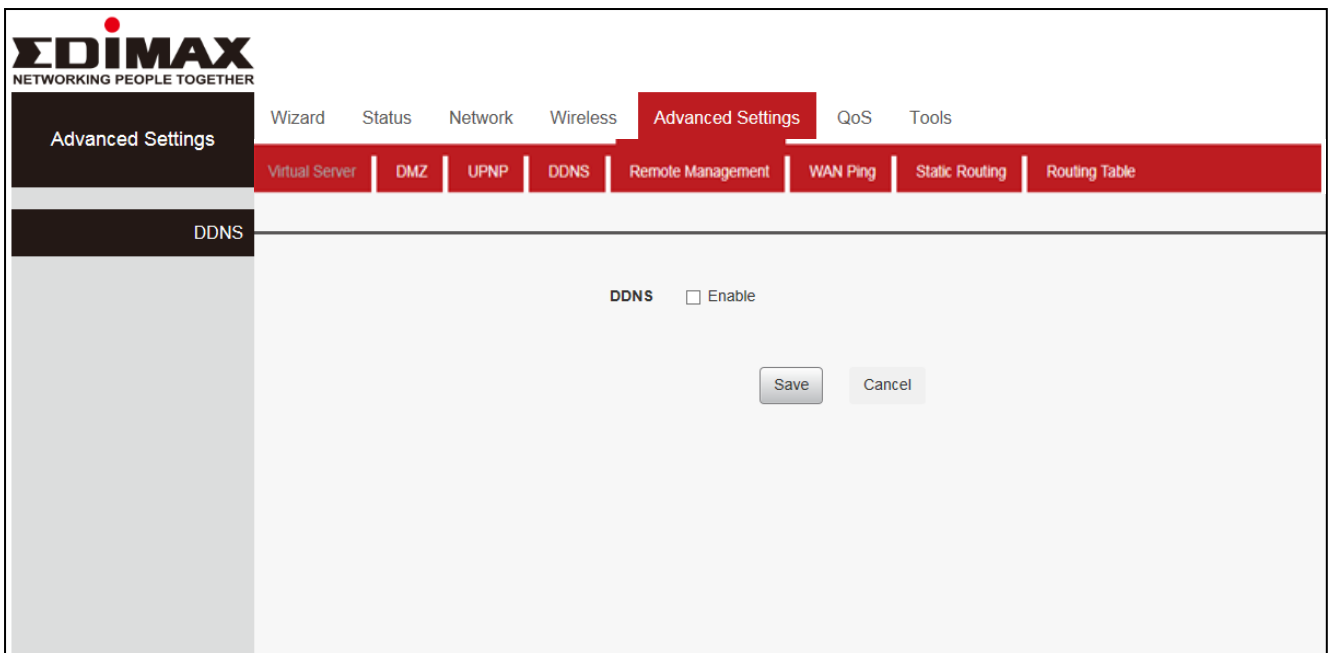 EDIMAX
NETWORKING PEOPLE TOGETHER
Advanced Settings
Wizard Status Network Wireless Advanced Settings QoS Tools
Virtual Server DMZ UPNP DDNS Remote Management WAN Ping Static Routing Routing Table
DDNS
DDNS Enable
Save Cancel